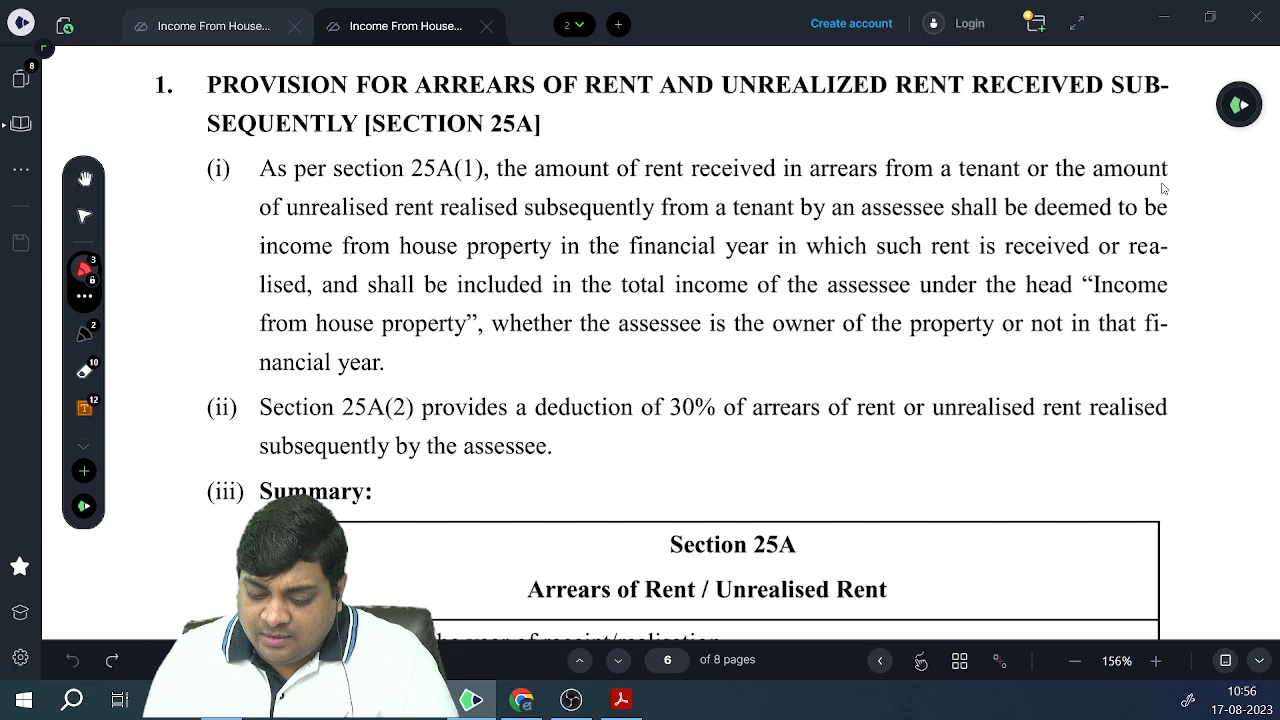 Income From House...
Income From House...
2
Create account
Login
8
1. PROVISION FOR ARREARS OF RENT AND UNREALIZED RENT RECEIVED SUB-
SEQUENTLY [SECTION 25A]
(i) As per section 25A(1), the amount of rent received in arrears from a tenant or the amount
of unrealised rent realised subsequently from a tenant by an assessee shall be deemed to be
income from house property in the financial year in which such rent is received or rea-
lised, and shall be included in the total income of the assessee under the head “Income
from house property”, whether the assessee is the owner of the property or not in that fi-
nancial year.
(ii) Section 25A(2) provides a deduction of 30% of arrears of rent or unrealised rent realised
subsequently by the assessee.
(iii) Summary:
Section 25A
Arrears of Rent / Unrealised Rent
3
2
10
12
6 of 8 pages
156%
10:56
17-08-2023